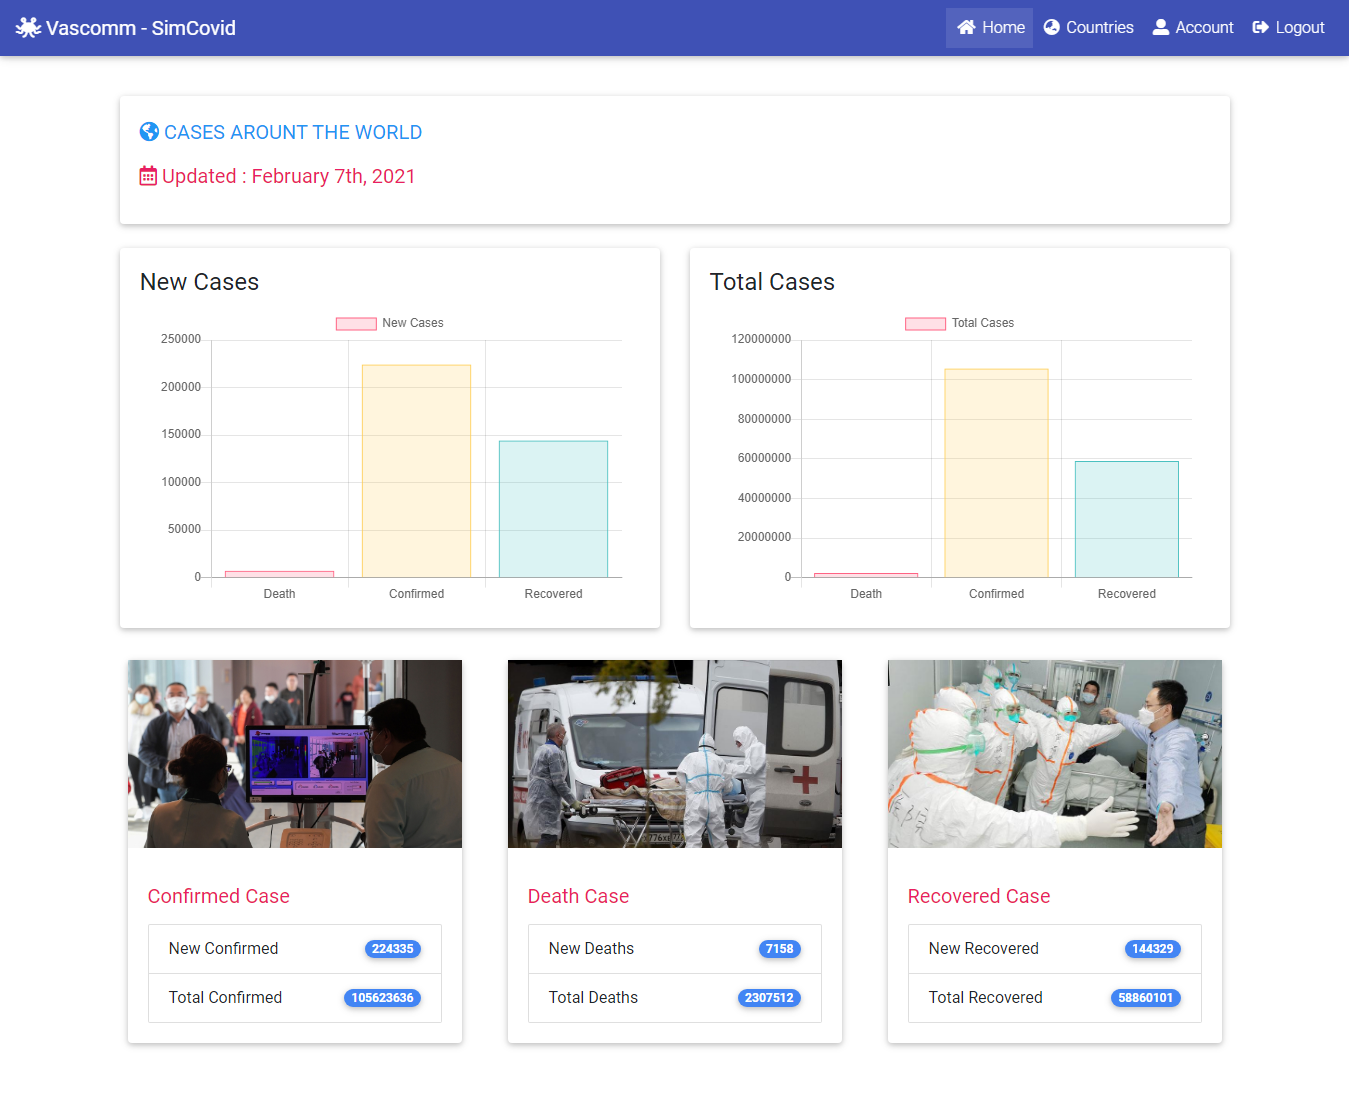 Vascomm - SimCovid
Home
Countries
Account
Logout
CASES AROUNT THE WORLD
Updated : February 7th, 2021
New Cases
New Cases
250000
200000
150000
100000
50000
0
Death
Confirmed
Recovered
Total Cases
Total Cases
120000000
100000000
80000000
60000000
40000000
20000000
0
Death
Confirmed
Recovered
Confirmed Case
New Confirmed 224335
Total Confirmed 105623636
Death Case
New Deaths 7158
Total Deaths 2307512
Recovered Case
New Recovered 144329
Total Recovered 58860101